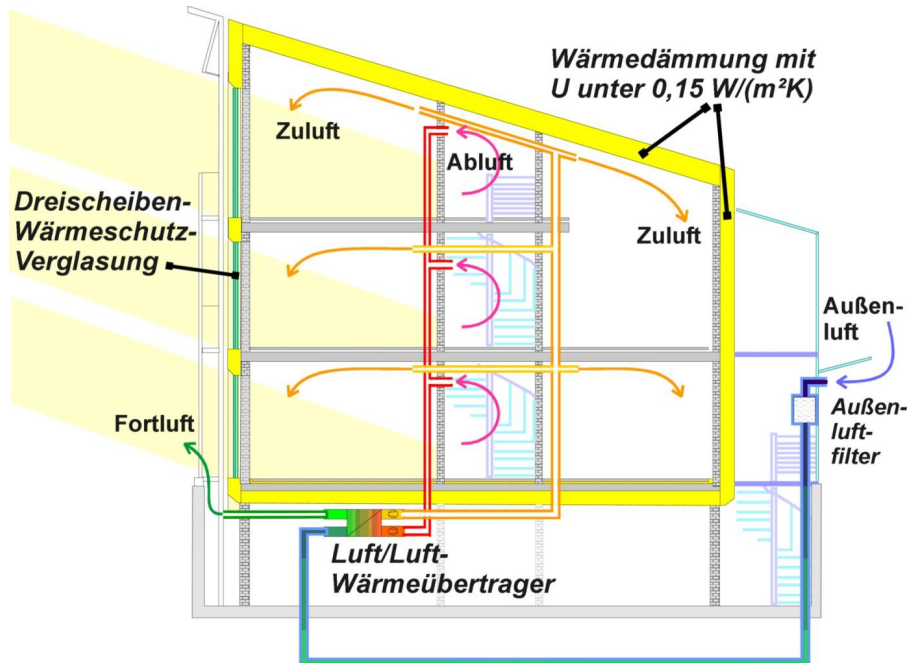 Wärmedämmung mit
U unter 0,15 W/(m²K)
Zuluft
Abluft
Dreischeiben-
Wärmeschutz-
Verglasung
Zuluft
Außen-
luft
Außen-
luft-
filter
Fortluft
Luft/Luft-
Wärmeübertrager